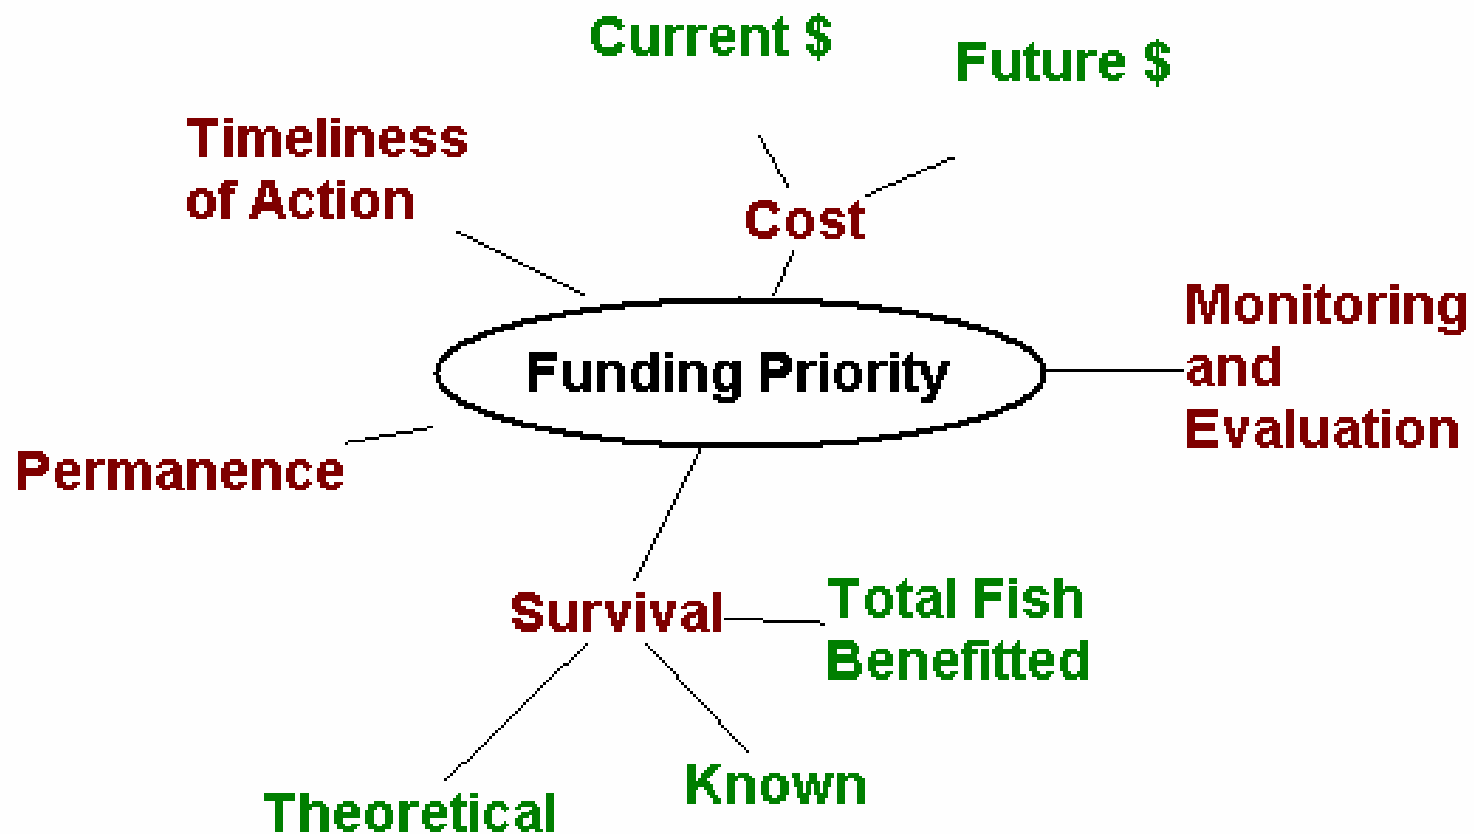 Current $
Future $
Timeliness
of Action
Cost
Monitoring
and
Evaluation
Funding Priority
Permanence
Survival
Total Fish
Benefitted
Known
Theoretical